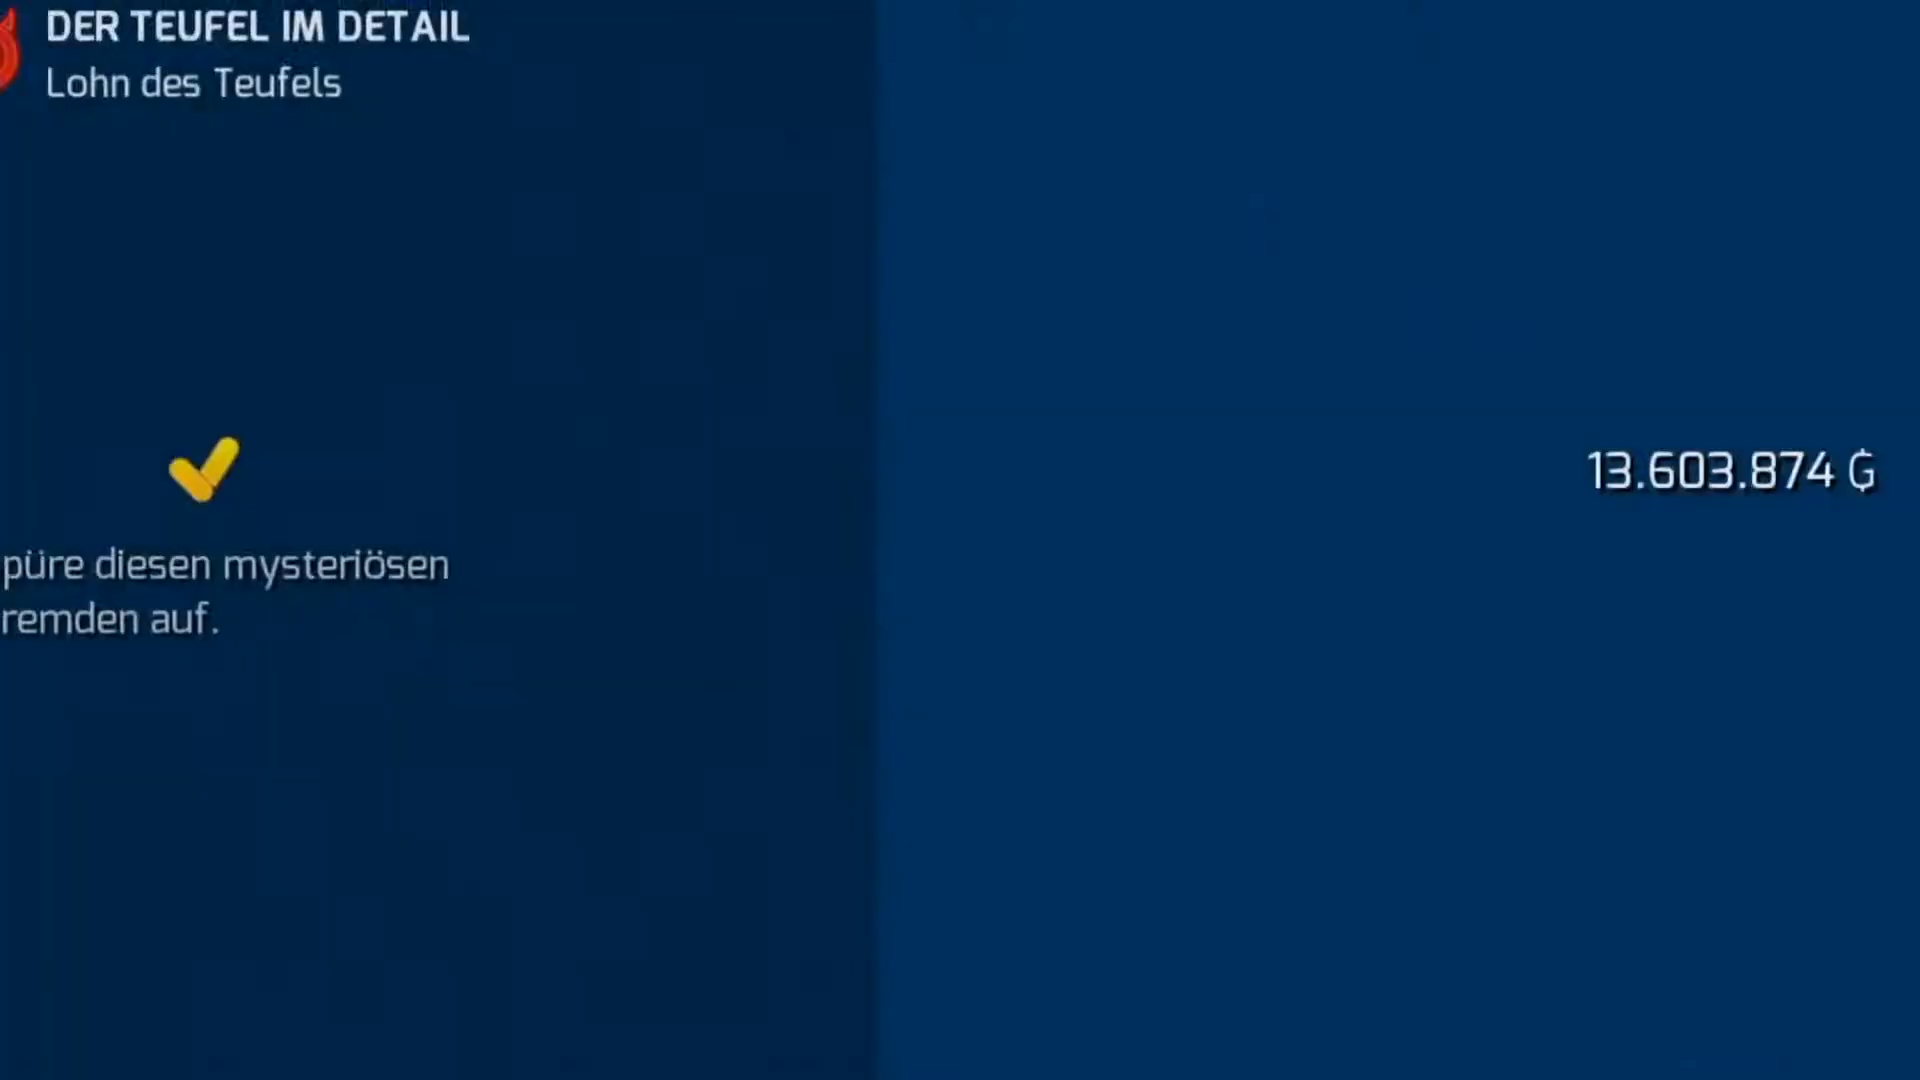 DER TEUFEL IM DETAIL
Lohn des Teufels
13.603.874 ₲
püre diesen mysteriösen
remden auf.